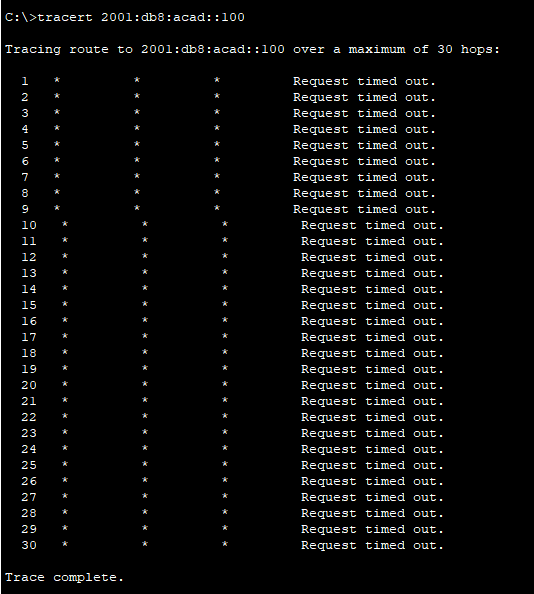 C:\>tracert 2001:db8:acad::100
Tracing route to 2001:db8:acad::100 over a maximum of 30 hops:
1 * * * Request timed out.
2 * * * Request timed out.
3 * * * Request timed out.
4 * * * Request timed out.
5 * * * Request timed out.
6 * * * Request timed out.
7 * * * Request timed out.
8 * * * Request timed out.
9 * * * Request timed out.
10 * * * Request timed out.
11 * * * Request timed out.
12 * * * Request timed out.
13 * * * Request timed out.
14 * * * Request timed out.
15 * * * Request timed out.
16 * * * Request timed out.
17 * * * Request timed out.
18 * * * Request timed out.
19 * * * Request timed out.
20 * * * Request timed out.
21 * * * Request timed out.
22 * * * Request timed out.
23 * * * Request timed out.
24 * * * Request timed out.
25 * * * Request timed out.
26 * * * Request timed out.
27 * * * Request timed out.
28 * * * Request timed out.
29 * * * Request timed out.
30 * * * Request timed out.
Trace complete.